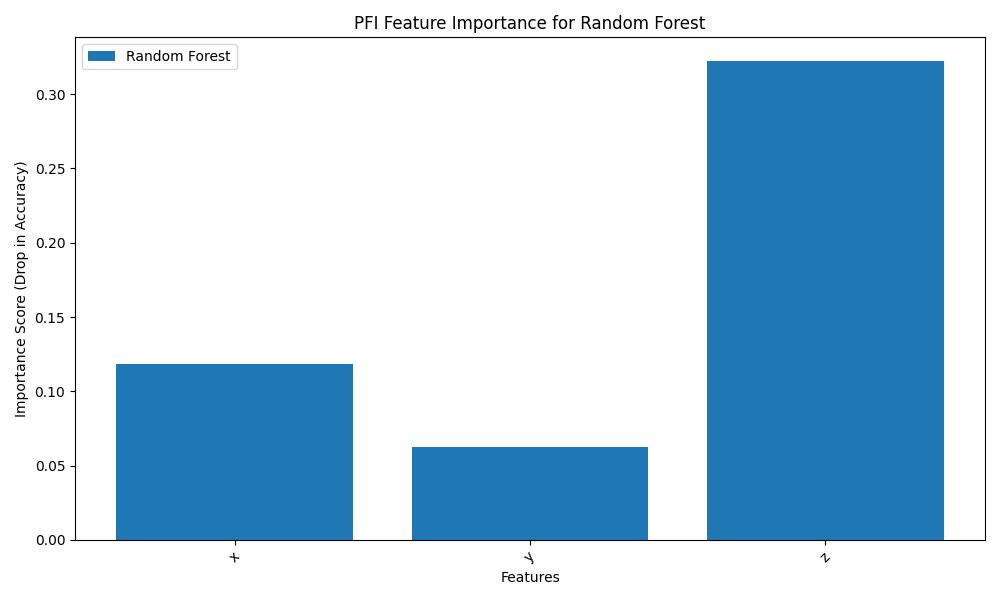 PFI Feature Importance for Random Forest
Random Forest
Importance Score (Drop in Accuracy)
0.30
0.25
0.20
0.15
0.10
0.05
0.00
x
y
z
Features